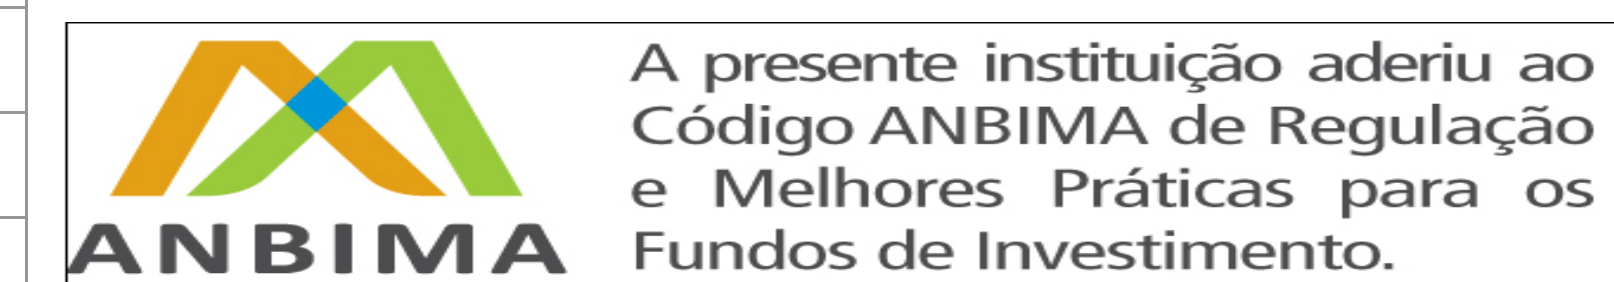 ANBIMA
A presente instituição aderiu ao
Código ANBIMA de Regulação
e Melhores Práticas para os
Fundos de Investimento.